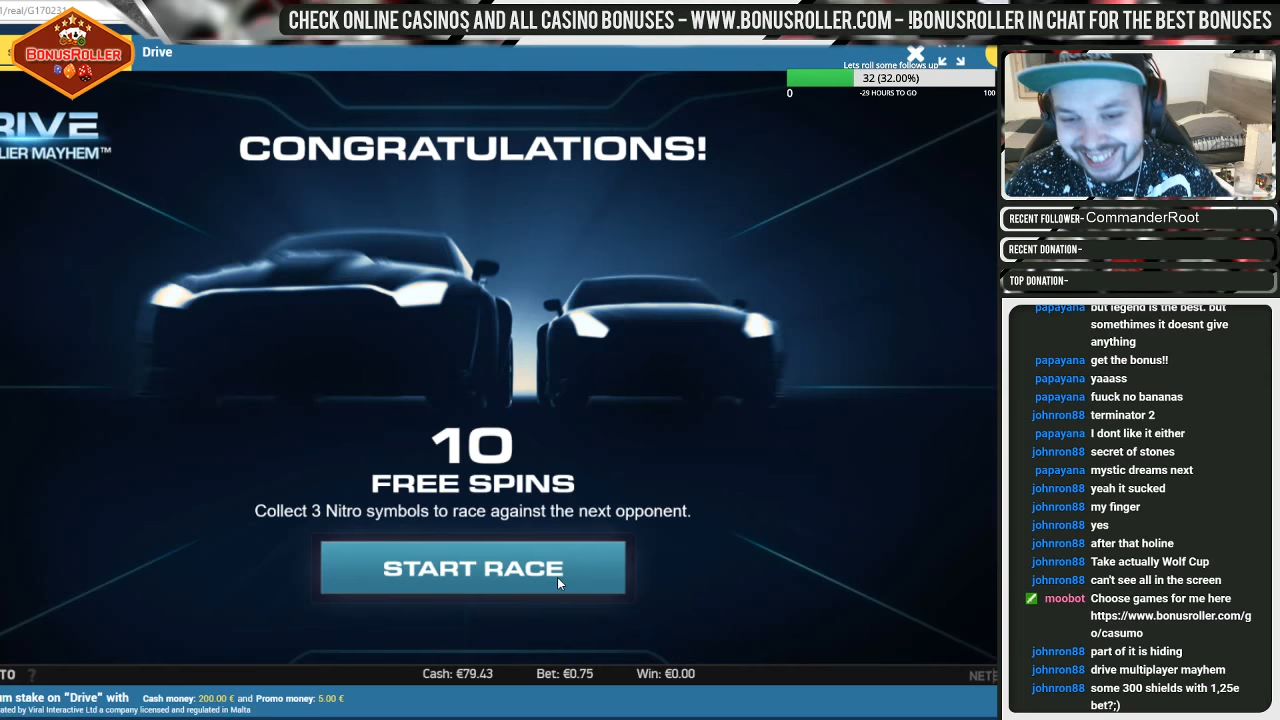 1/real/G170231
CHECK ONLINE CASINOS AND ALL CASINO BONUSES - WWW.BONUSROLLER.COM - !BONUSROLLER IN CHAT FOR THE BEST BONUSES
BONUSROLLER
Drive
Lets roll some follows up
32 (32.00%)
0
-29 HOURS TO GO
100
RIVE
LIER MAYHEM™
CONGRATULATIONS!
10
FREE SPINS
Collect 3 Nitro symbols to race against the next opponent.
START RACE
TO ?
Cash: €79.43
Bet: €0.75
Win: €0.00
NETE
um stake on "Drive" with Cash money: 200.00 € and Promo money: 5.00 €
ated by Viral Interactive Ltd a company licensed and regulated in Malta
RECENT FOLLOWER- CommanderRoot
RECENT DONATION-
TOP DONATION-
papayana but legend is the best. but
somethimes it doesnt give
anything
papayana get the bonus!!
papayana yaaass
papayana fuuck no bananas
johnron88 terminator 2
papayana I dont like it either
johnron88 secret of stones
papayana mystic dreams next
johnron88 yeah it sucked
johnron88 my finger
johnron88 yes
johnron88 after that holine
johnron88 Take actually Wolf Cup
johnron88 can't see all in the screen
moobot Choose games for me here
https://www.bonusroller.com/g
o/casumo
johnron88 part of it is hiding
johnron88 drive multiplayer mayhem
johnron88 some 300 shields with 1,25e
bet?;)